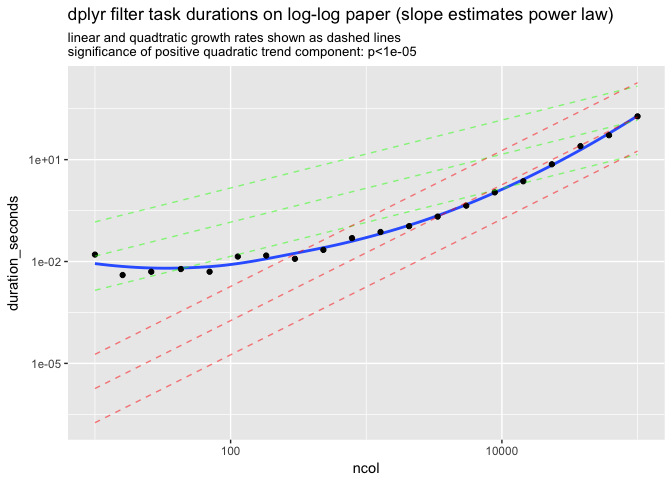 dplyr filter task durations on log-log paper (slope estimates power law)
linear and quadtratic growth rates shown as dashed lines
significance of positive quadratic trend component: p<1e-05
1e+01
1e-02
1e-05
duration_seconds
100
10000
ncol